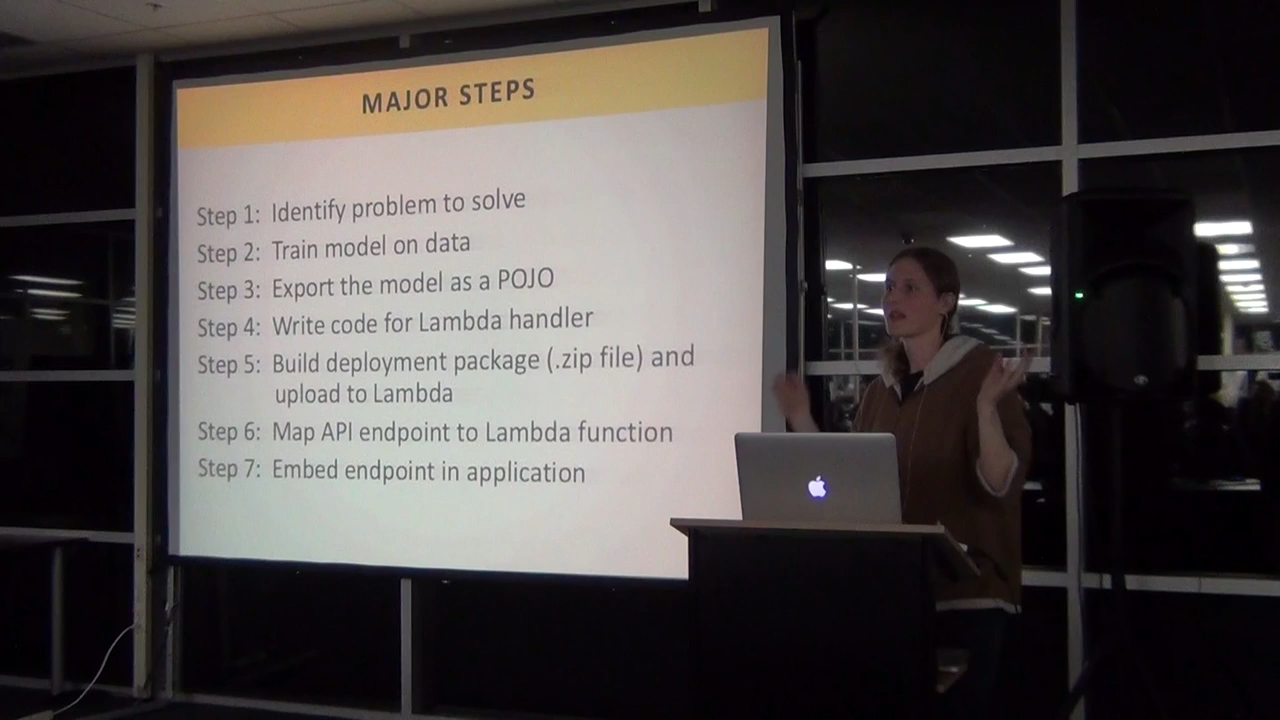 MAJOR STEPS
Step 1: Identify problem to solve
Step 2: Train model on data
Step 3: Export the model as a POJO
Step 4: Write code for Lambda handler
Step 5: Build deployment package (.zip file) and
upload to Lambda
Step 6: Map API endpoint to Lambda function
Step 7: Embed endpoint in application